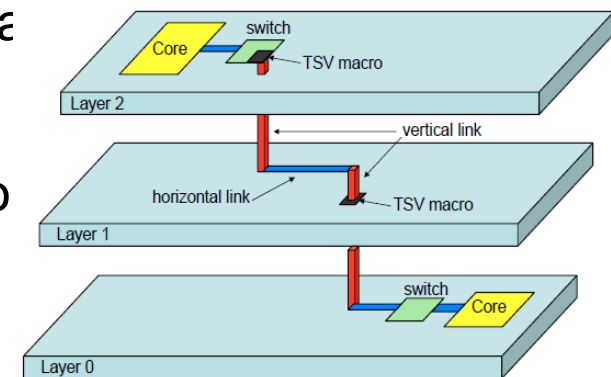 a
switch
Core
TSV macro
Layer 2
vertical link
horizontal link
TSV macro
Layer 1
switch
Core
Layer 0